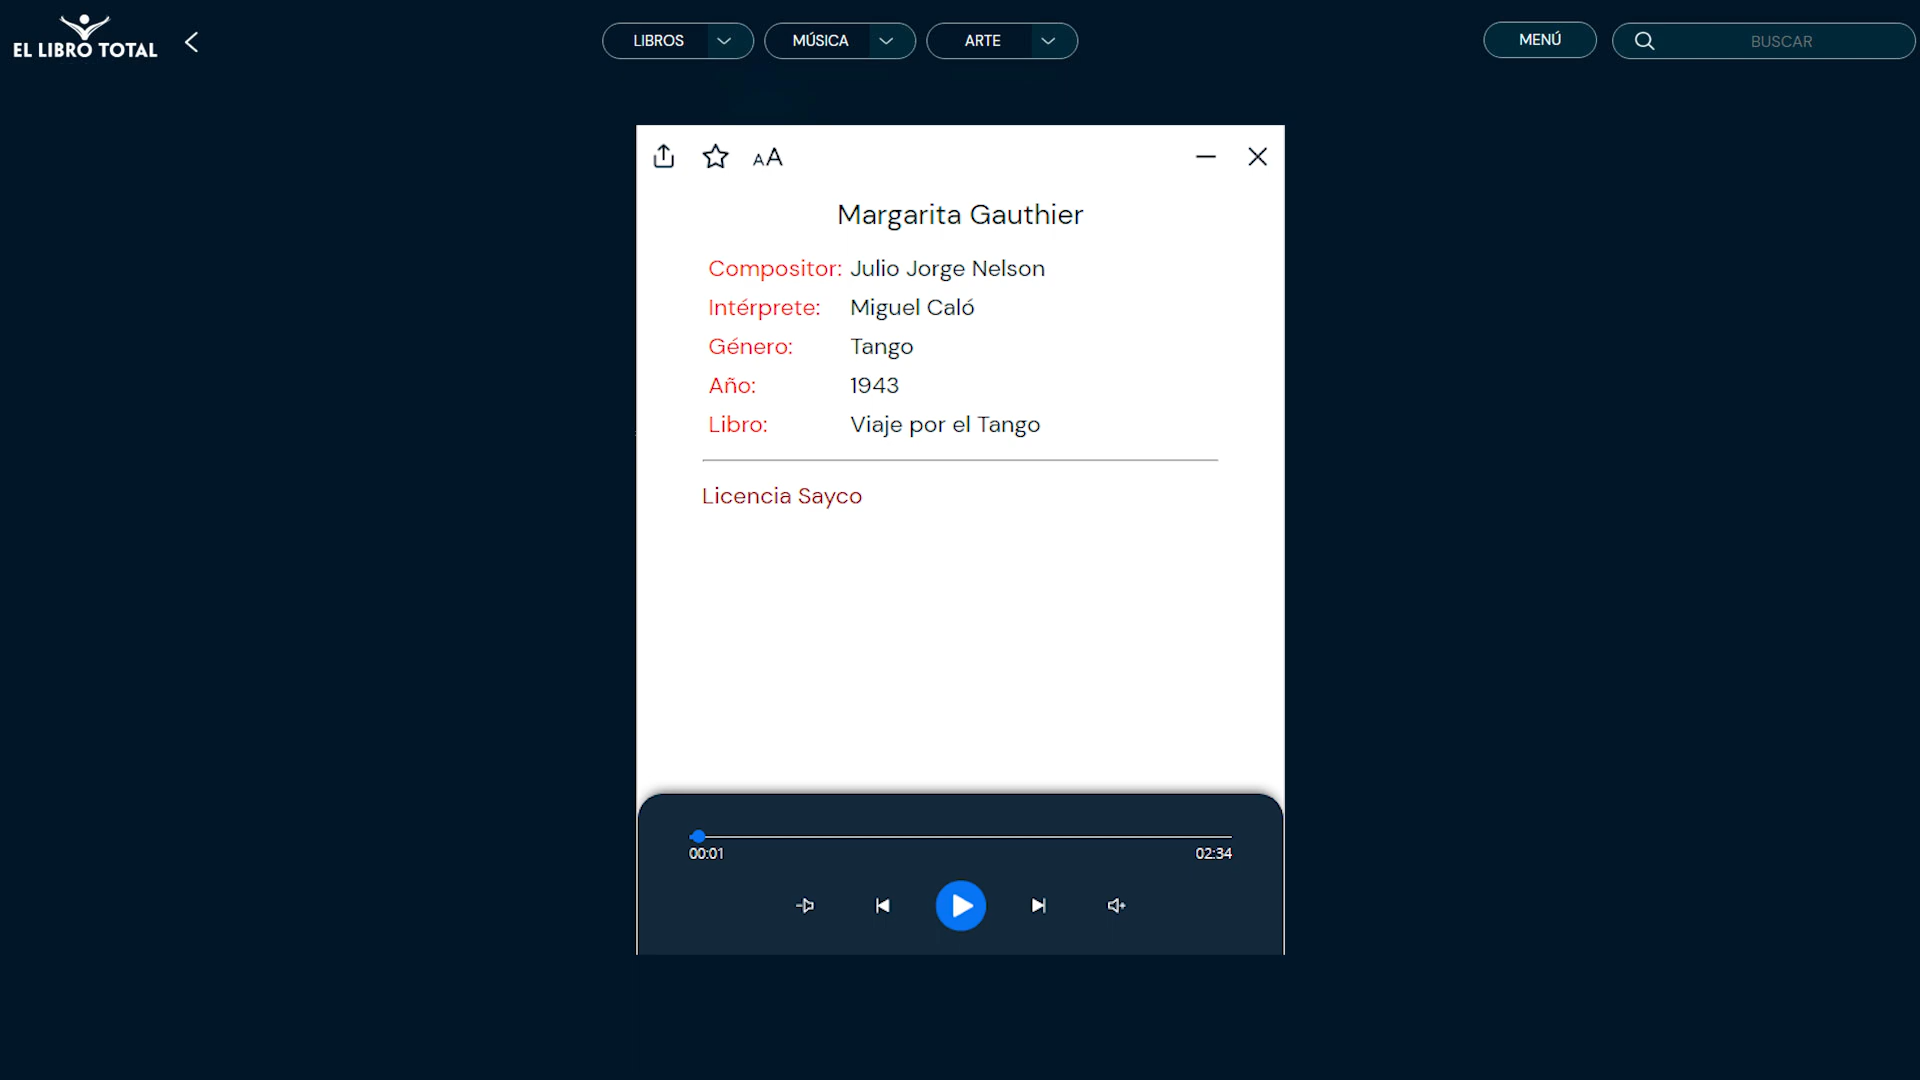 EL LIBRO TOTAL
LIBROS
MÚSICA
ARTE
MENÚ
BUSCAR
AA
Margarita Gauthier
Compositor: Julio Jorge Nelson
Intérprete: Miguel Caló
Género: Tango
Año: 1943
Libro: Viaje por el Tango
Licencia Sayco
00:01
02:34